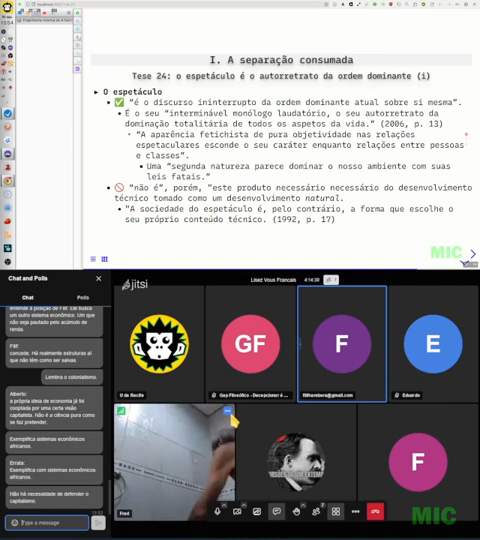 I. A separação consumada
Tese 24: o espetáculo é o autorretrato da ordem dominante (i)
▶ O espetáculo
▪ ✅ “é o discurso ininterrupto da ordem dominante atual sobre si mesma”.
• É o seu “interminável monólogo laudatório, o seu autorretrato da
dominação totalitária de todos os aspetos da vida.” (2006, p. 13)
“A aparência fetichista de pura objetividade nas relações
espetaculares esconde o seu caráter enquanto relações entre pessoas
e classes”.
Uma “segunda natureza parece dominar o nosso ambiente com suas
leis fatais.”
▪ 🚫 “não é”, porém, “este produto necessário necessário do desenvolvimento
técnico tomado como um desenvolvimento natural.
• "A sociedade do espetáculo é, pelo contrário, a forma que escolhe o
seu próprio conteúdo técnico. (1992, p. 17)
MIC
Chat and Polls
Chat
Polls
um outro sistema econômico. Um que
não seja pautado pelo acúmulo de
renda.
concede. Há realmente estruturas aí
que não têm como ser salvas.
Lembra o colonialismo.
Alberto:
a própria ideia de economia já foi
cooptada por uma certa visão
capitalista. Não é a ciência pura como
se faz pretender.
Exemplifica sistemas econômicos
africanos.
Errata:
Exemplifica com sistemas econômicos
africanos.
Não há necessidade de defender o
capitalismo.
Type a message
jitsi
Lisez Vous Francais
4:14:39
GF
F
E
U do Recife
Gap Filosófico - Decepcioner é ...
Eduardo
Fred
F
MIC